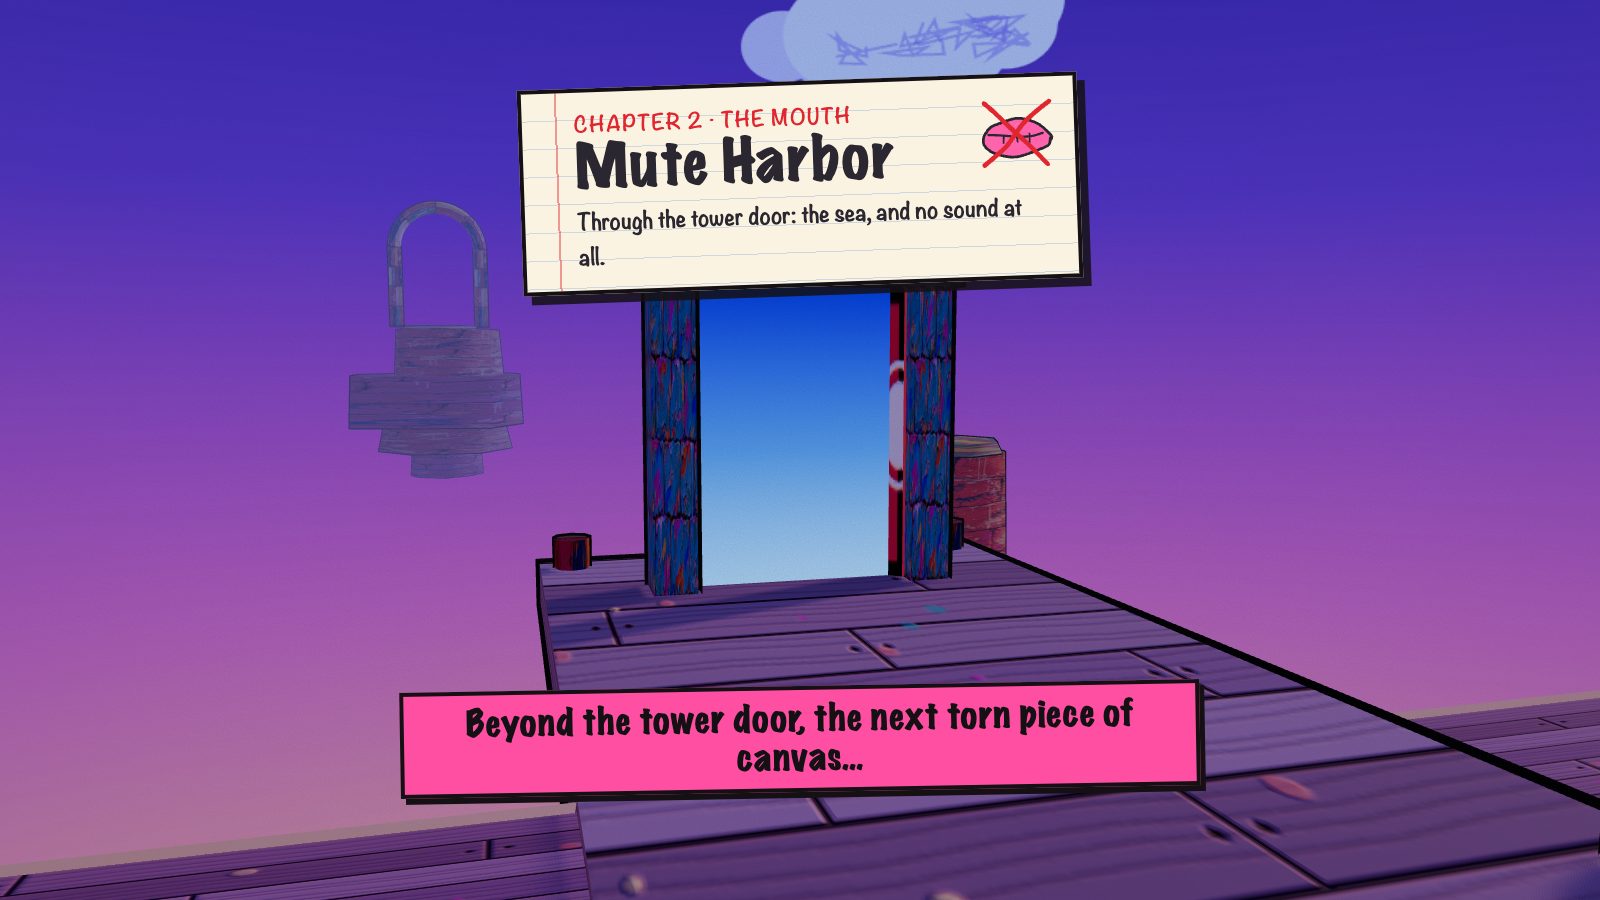 CHAPTER 2 · THE MOUTH
Mute Harbor
Through the tower door: the sea, and no sound at
all.
Beyond the tower door, the next torn piece of
canvas...